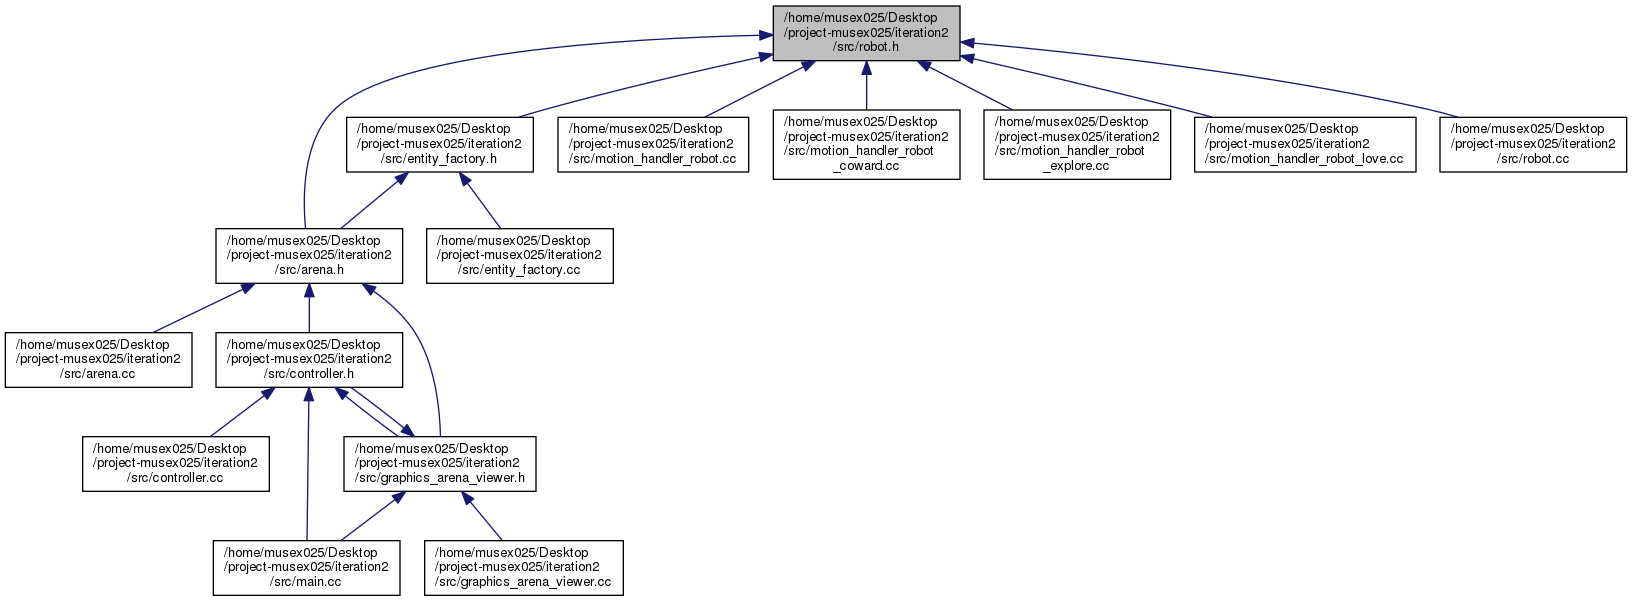 /home/musex025/Desktop
/project-musex025/iteration2
/src/robot.h
/home/musex025/Desktop
/project-musex025/iteration2
/src/entity_factory.h
/home/musex025/Desktop
/project-musex025/iteration2
/src/motion_handler_robot.cc
/home/musex025/Desktop
/project-musex025/iteration2
/src/motion_handler_robot
_coward.cc
/home/musex025/Desktop
/project-musex025/iteration2
/src/motion_handler_robot
_explore.cc
/home/musex025/Desktop
/project-musex025/iteration2
/src/motion_handler_robot_love.cc
/home/musex025/Desktop
/project-musex025/iteration2
/src/robot.cc
/home/musex025/Desktop
/project-musex025/iteration2
/src/arena.h
/home/musex025/Desktop
/project-musex025/iteration2
/src/entity_factory.cc
/home/musex025/Desktop
/project-musex025/iteration2
/src/arena.cc
/home/musex025/Desktop
/project-musex025/iteration2
/src/controller.h
/home/musex025/Desktop
/project-musex025/iteration2
/src/controller.cc
/home/musex025/Desktop
/project-musex025/iteration2
/src/graphics_arena_viewer.h
/home/musex025/Desktop
/project-musex025/iteration2
/src/main.cc
/home/musex025/Desktop
/project-musex025/iteration2
/src/graphics_arena_viewer.cc